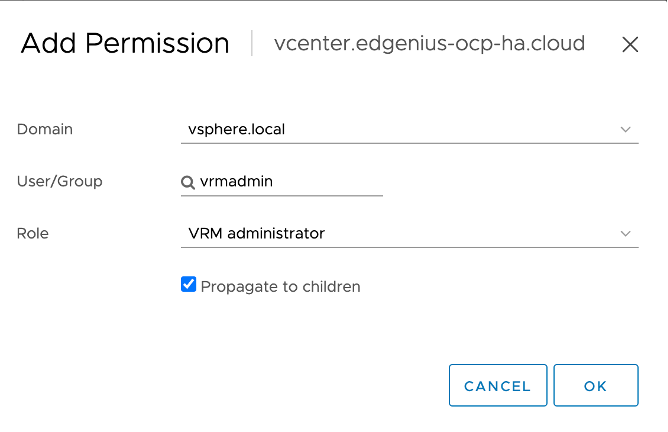 Add Permission | vcenter.edgenius-ocp-ha.cloud
Domain vsphere.local
User/Group vrmadmin
Role VRM administrator
Propagate to children
CANCEL OK